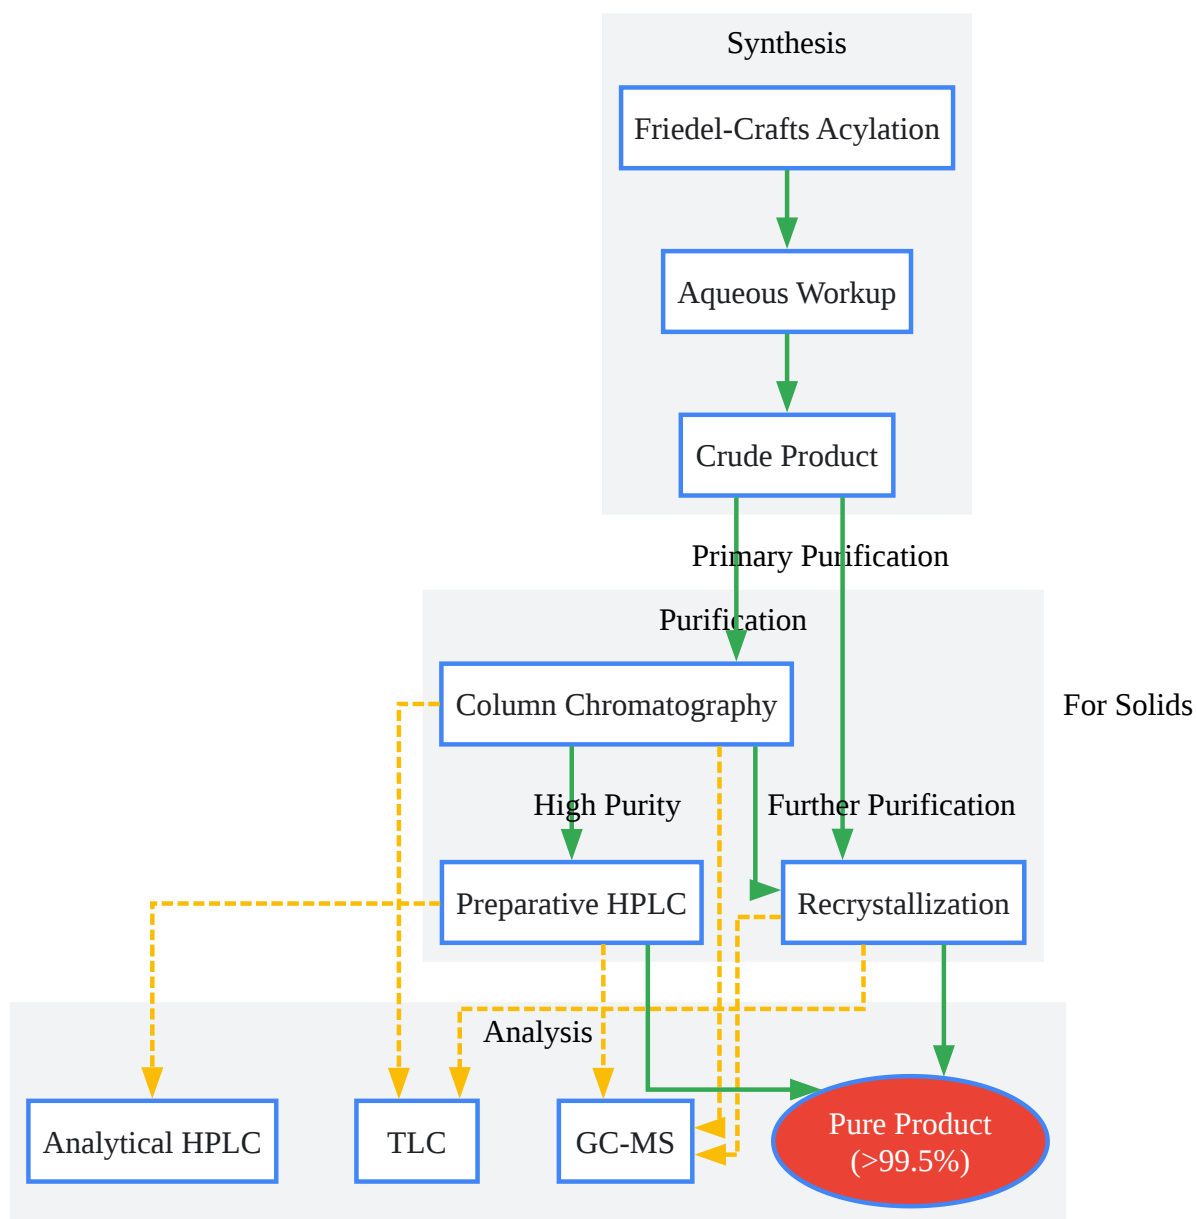 Synthesis
Friedel-Crafts Acylation
Aqueous Workup
Crude Product
Primary Purification
Purification
Column Chromatography
For Solids
High Purity
Further Purification
Preparative HPLC
Recrystallization
Analysis
Analytical HPLC
TLC
GC-MS
Pure Product
(>99.5%)